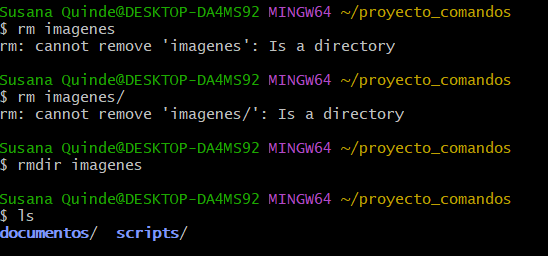 Susana Quinde@DESKTOP-DA4MS92 MINGW64 ~/proyecto_comandos
$ rm imagenes
rm: cannot remove 'imagenes': Is a directory
Susana Quinde@DESKTOP-DA4MS92 MINGW64 ~/proyecto_comandos
$ rm imagenes/
rm: cannot remove 'imagenes/': Is a directory
Susana Quinde@DESKTOP-DA4MS92 MINGW64 ~/proyecto_comandos
$ rmdir imagenes
Susana Quinde@DESKTOP-DA4MS92 MINGW64 ~/proyecto_comandos
$ ls
documentos/  scripts/